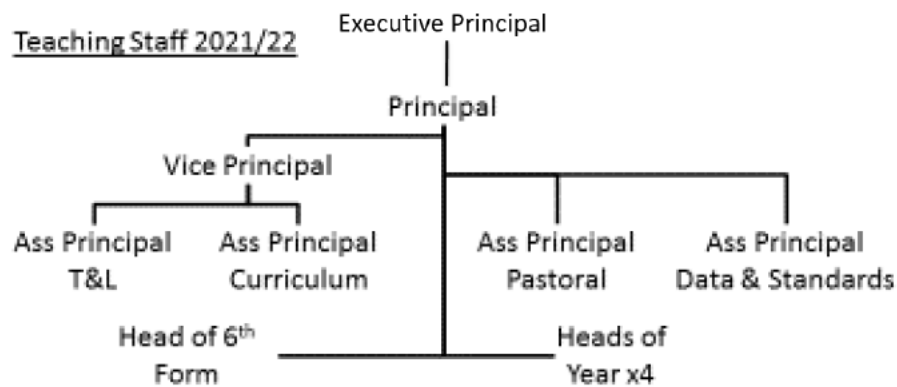 Teaching Staff 2021/22
Executive Principal
Principal
Vice Principal
Ass Principal
T&L
Ass Principal
Curriculum
Ass Principal
Pastoral
Ass Principal
Data & Standards
Head of 6th
Form
Heads of
Year x4